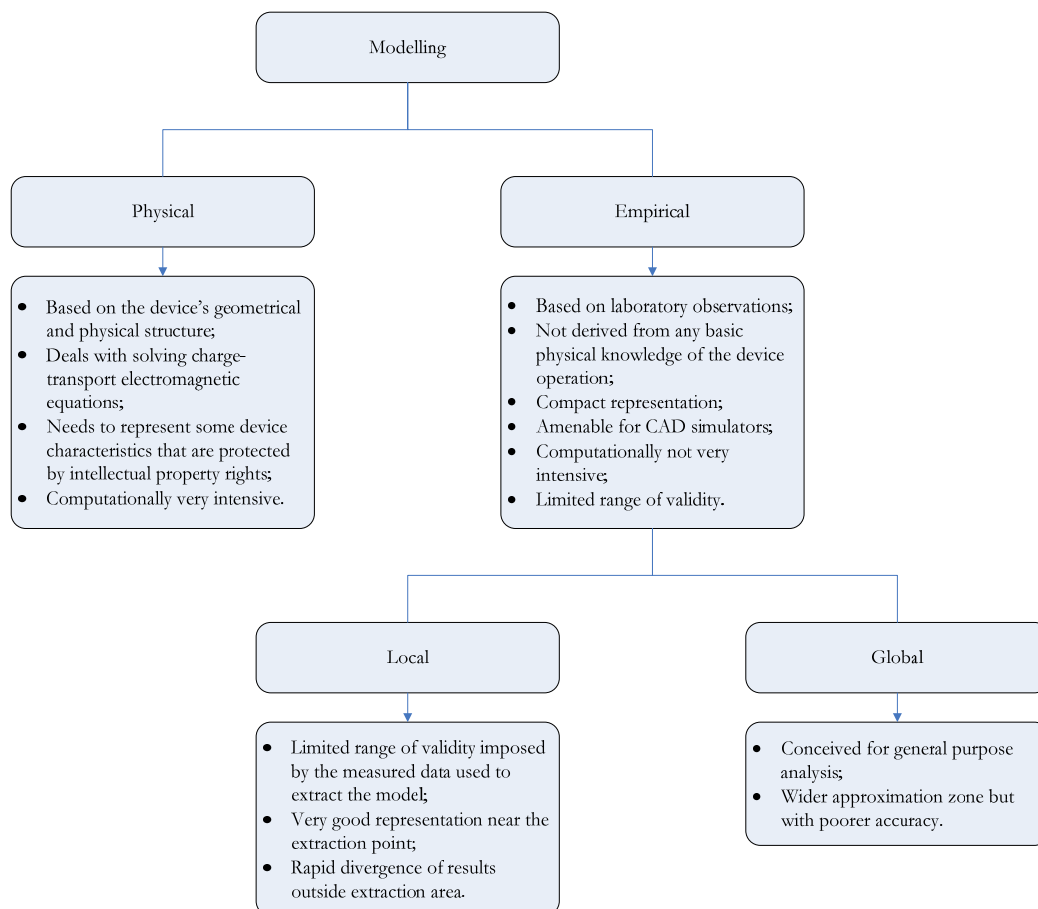 Modelling
Physical
Empirical
• Based on the device's geometrical
and physical structure;
• Deals with solving charge-
transport electromagnetic
equations;
• Needs to represent some device
characteristics that are protected
by intellectual property rights;
• Computationally very intensive.
• Based on laboratory observations;
• Not derived from any basic
physical knowledge of the device
operation;
• Compact representation;
• Amenable for CAD simulators;
• Computationally not very
intensive;
• Limited range of validity.
Local
Global
• Limited range of validity imposed
by the measured data used to
extract the model;
• Very good representation near the
extraction point;
• Rapid divergence of results
outside extraction area.
• Conceived for general purpose
analysis;
• Wider approximation zone but
with poorer accuracy.